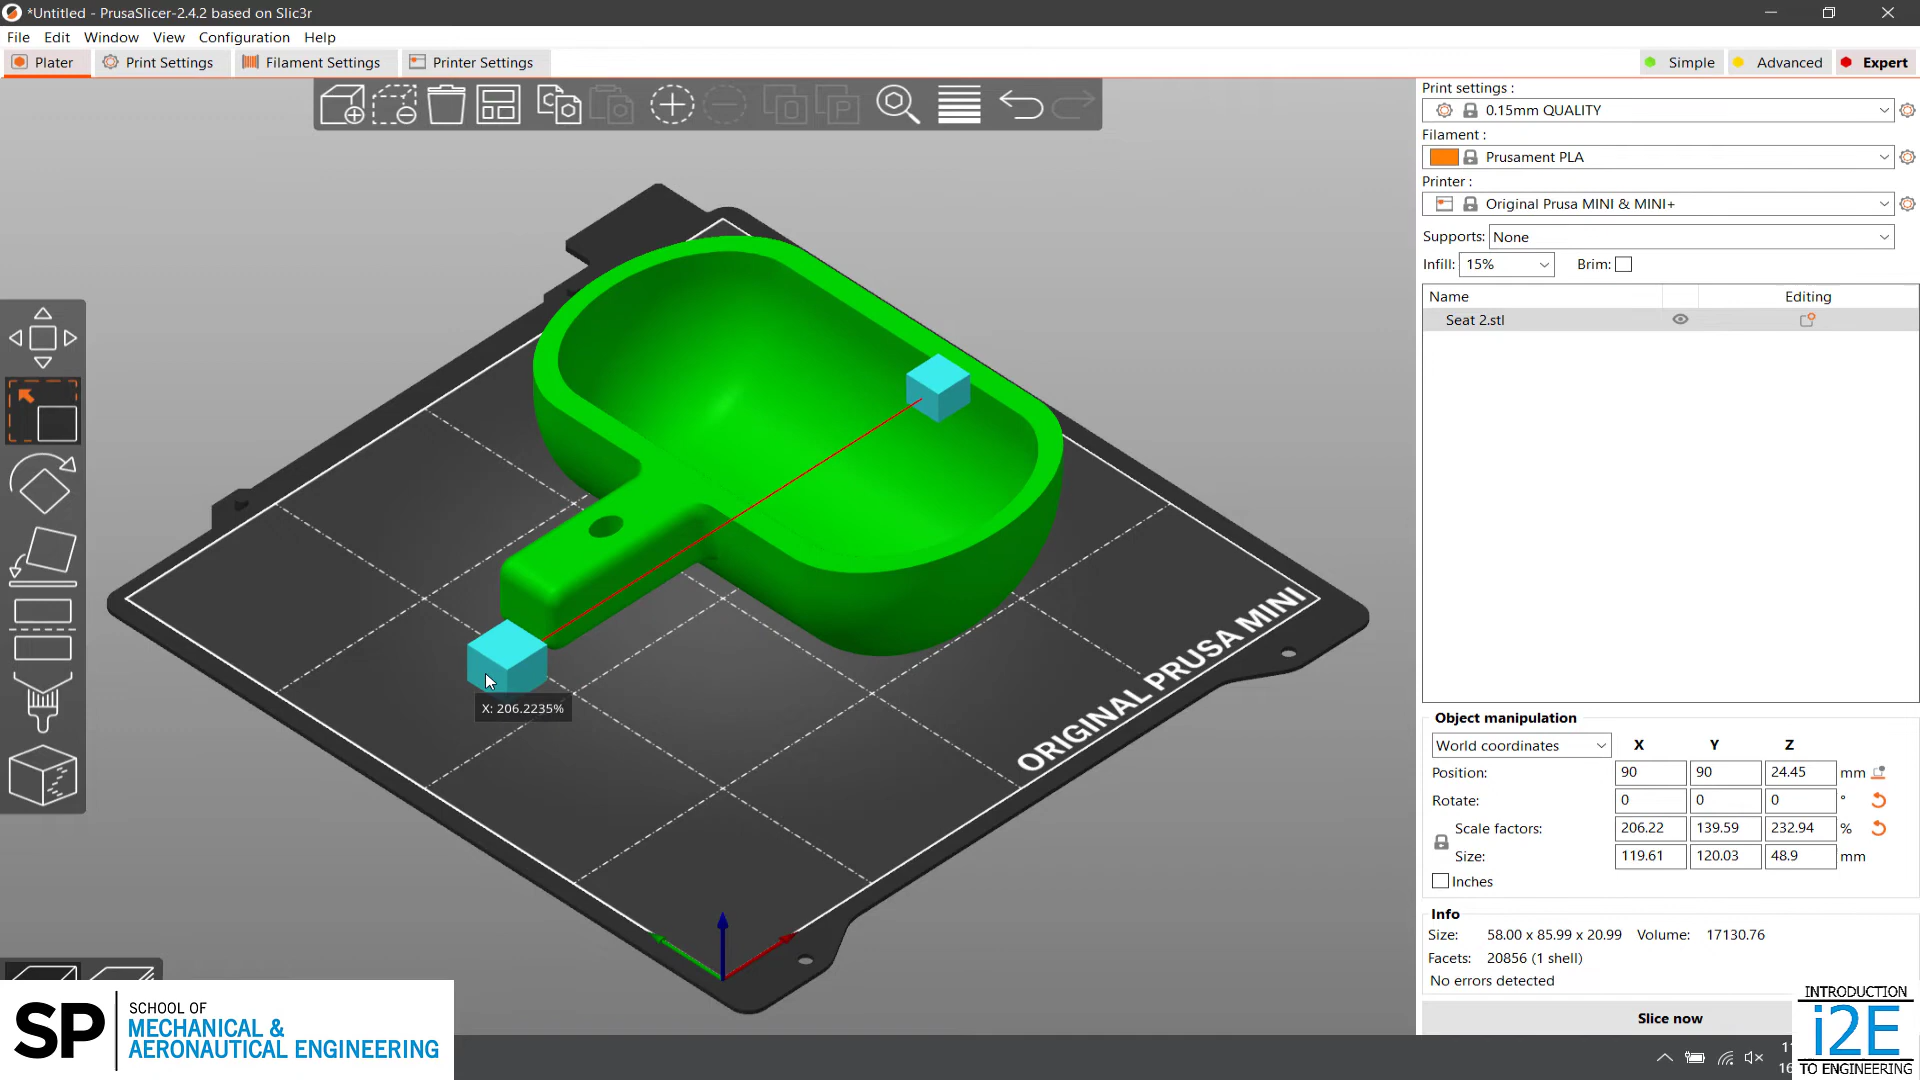 *Untitled - PrusaSlicer-2.4.2 based on Slic3r
File Edit Window View Configuration Help
Plater Print Settings Filament Settings Printer Settings Simple Advanced Expert
Print settings :
0.15mm QUALITY
Filament :
Prusament PLA
Printer :
Original Prusa MINI & MINI+
Supports: None
Infill: 15% Brim:
Name Editing
Seat 2.stl
X: 206.2235%
ORIGINAL PRUSA MINI
Object manipulation
World coordinates X Y Z
Position: 90 90 24.45 mm
Rotate: 0 0 0 °
Scale factors: 206.22 139.59 232.94 %
Size: 119.61 120.03 48.9 mm
Inches
Info
Size: 58.00 x 85.99 x 20.99 Volume: 17130.76
Facets: 20856 (1 shell)
No errors detected
Slice now
SP SCHOOL OF
MECHANICAL &
AERONAUTICAL ENGINEERING
INTRODUCTION
i2E
TO ENGINEERING